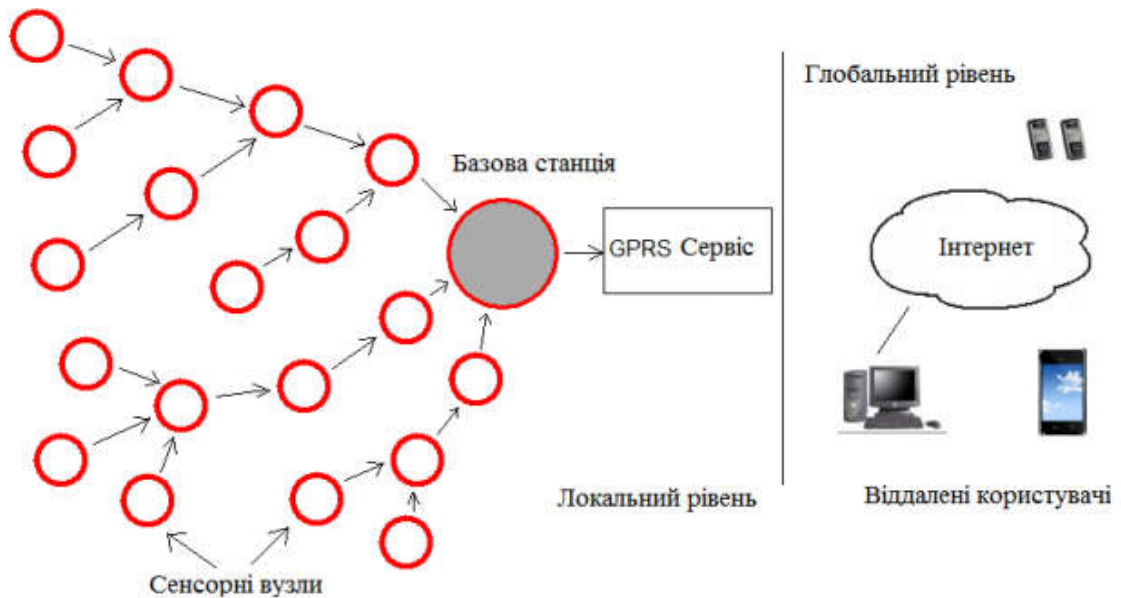 Глобальний рівень
Базова станція
GPRS Сервіс
Інтернет
Локальний рівень
Віддалені користувачі
Сенсорні вузли